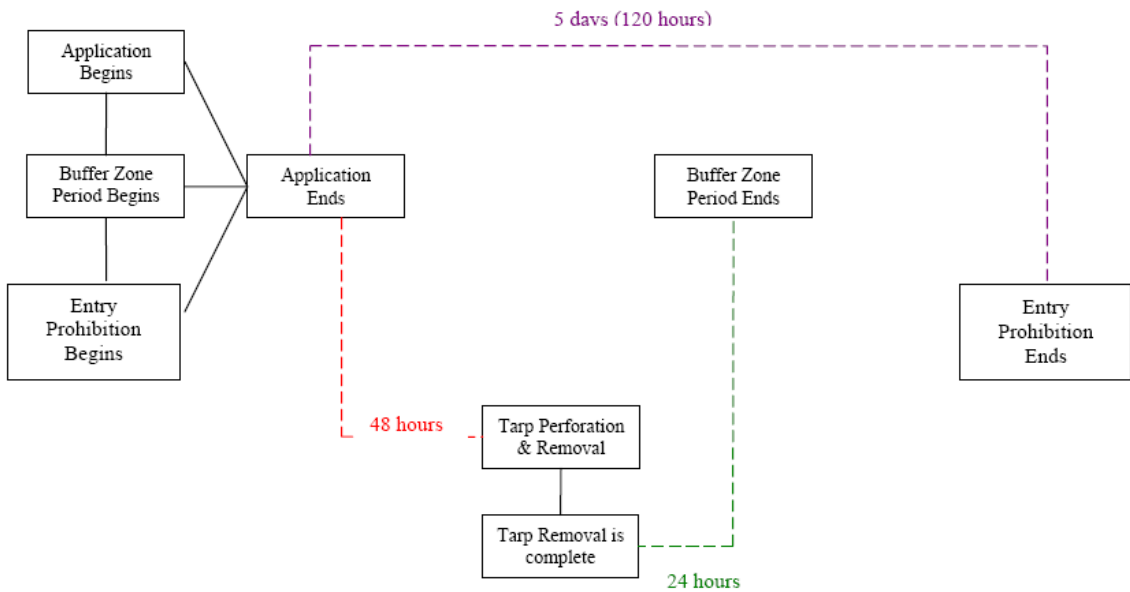 5 days (120 hours)
Application
Begins
Buffer Zone
Period Begins
Application
Ends
Buffer Zone
Period Ends
Entry
Prohibition
Begins
Entry
Prohibition
Ends
48 hours
Tarp Perforation
& Removal
Tarp Removal is
complete
24 hours